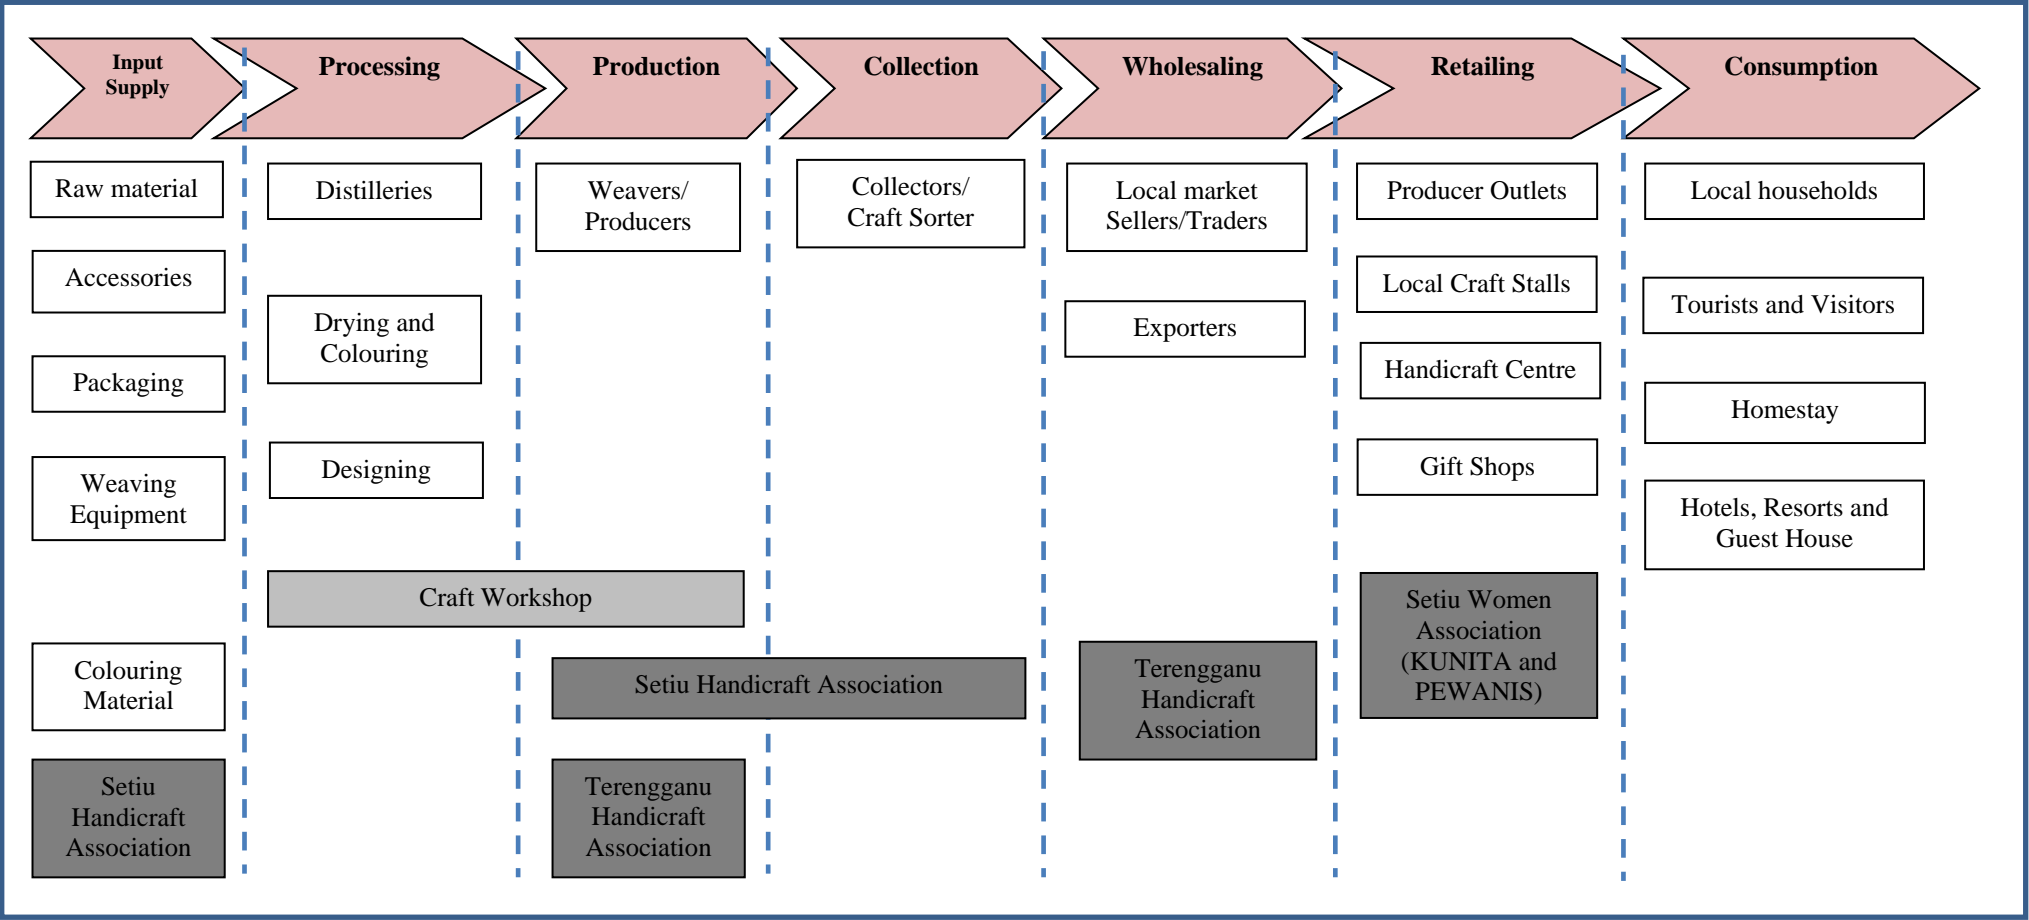 Input
Supply
Processing
Production
Collection
Wholesaling
Retailing
Consumption
Raw material
Accessories
Packaging
Weaving
Equipment
Colouring
Material
Setiu
Handicraft
Association
Distilleries
Drying and
Colouring
Designing
Craft Workshop
Weavers/
Producers
Setiu Handicraft Association
Terengganu
Handicraft
Association
Collectors/
Craft Sorter
Local market
Sellers/Traders
Exporters
Terengganu
Handicraft
Association
Producer Outlets
Local Craft Stalls
Handicraft Centre
Gift Shops
Setiu Women
Association
(KUNITA and
PEWANIS)
Local households
Tourists and Visitors
Homestay
Hotels, Resorts and
Guest House